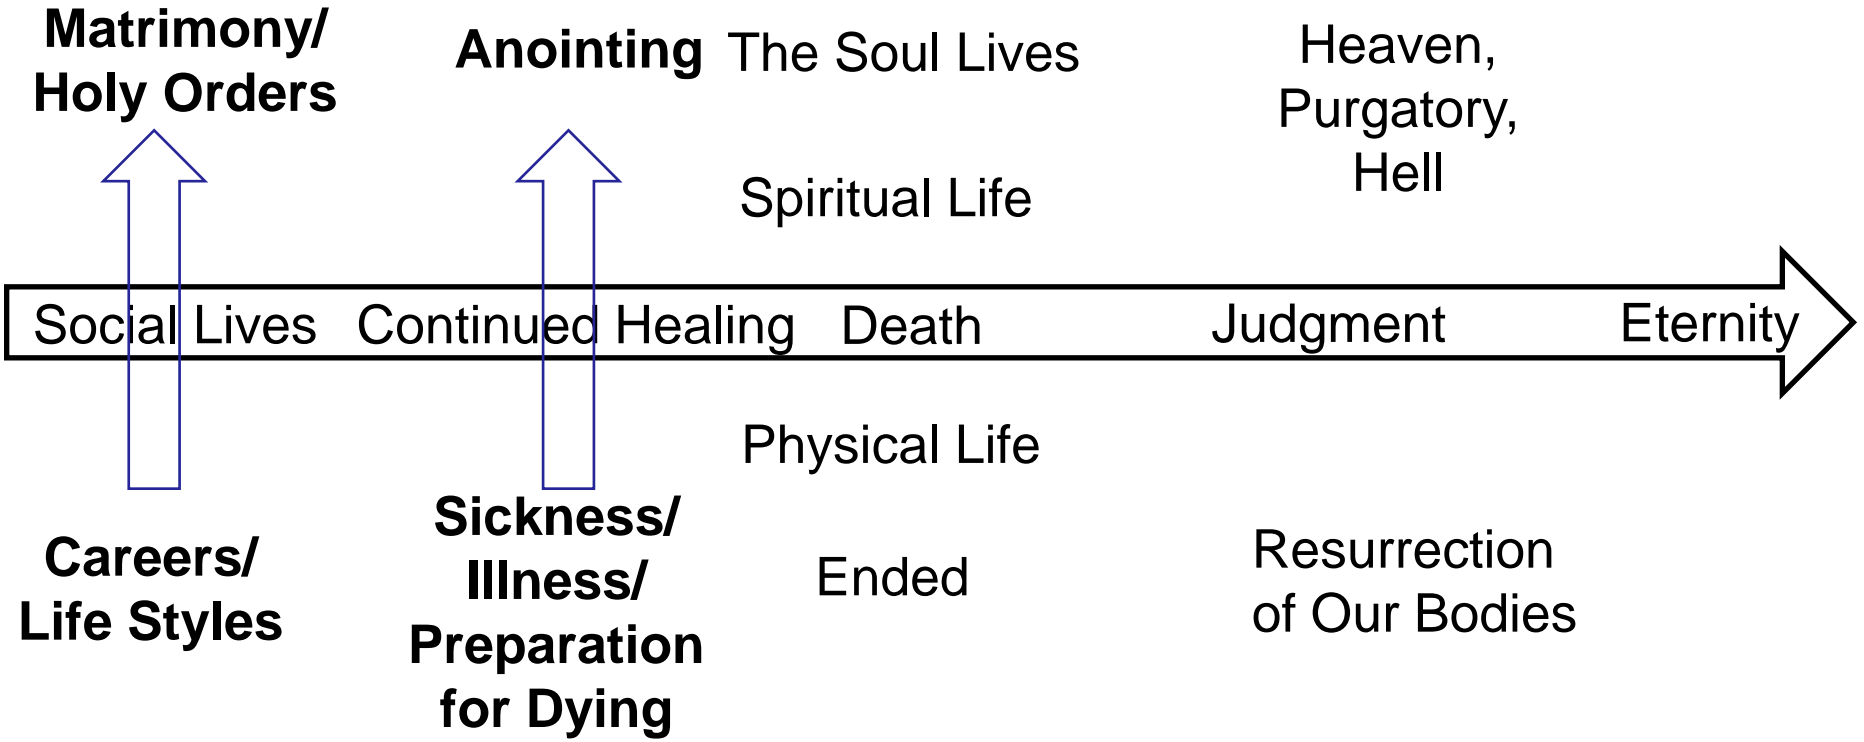 Matrimony/
Holy Orders
Anointing
The Soul Lives
Heaven,
Purgatory,
Hell
Spiritual Life
Social Lives
Continued Healing
Death
Judgment
Eternity
Physical Life
Careers/
Life Styles
Sickness/
Illness/
Preparation
for Dying
Ended
Resurrection
of Our Bodies